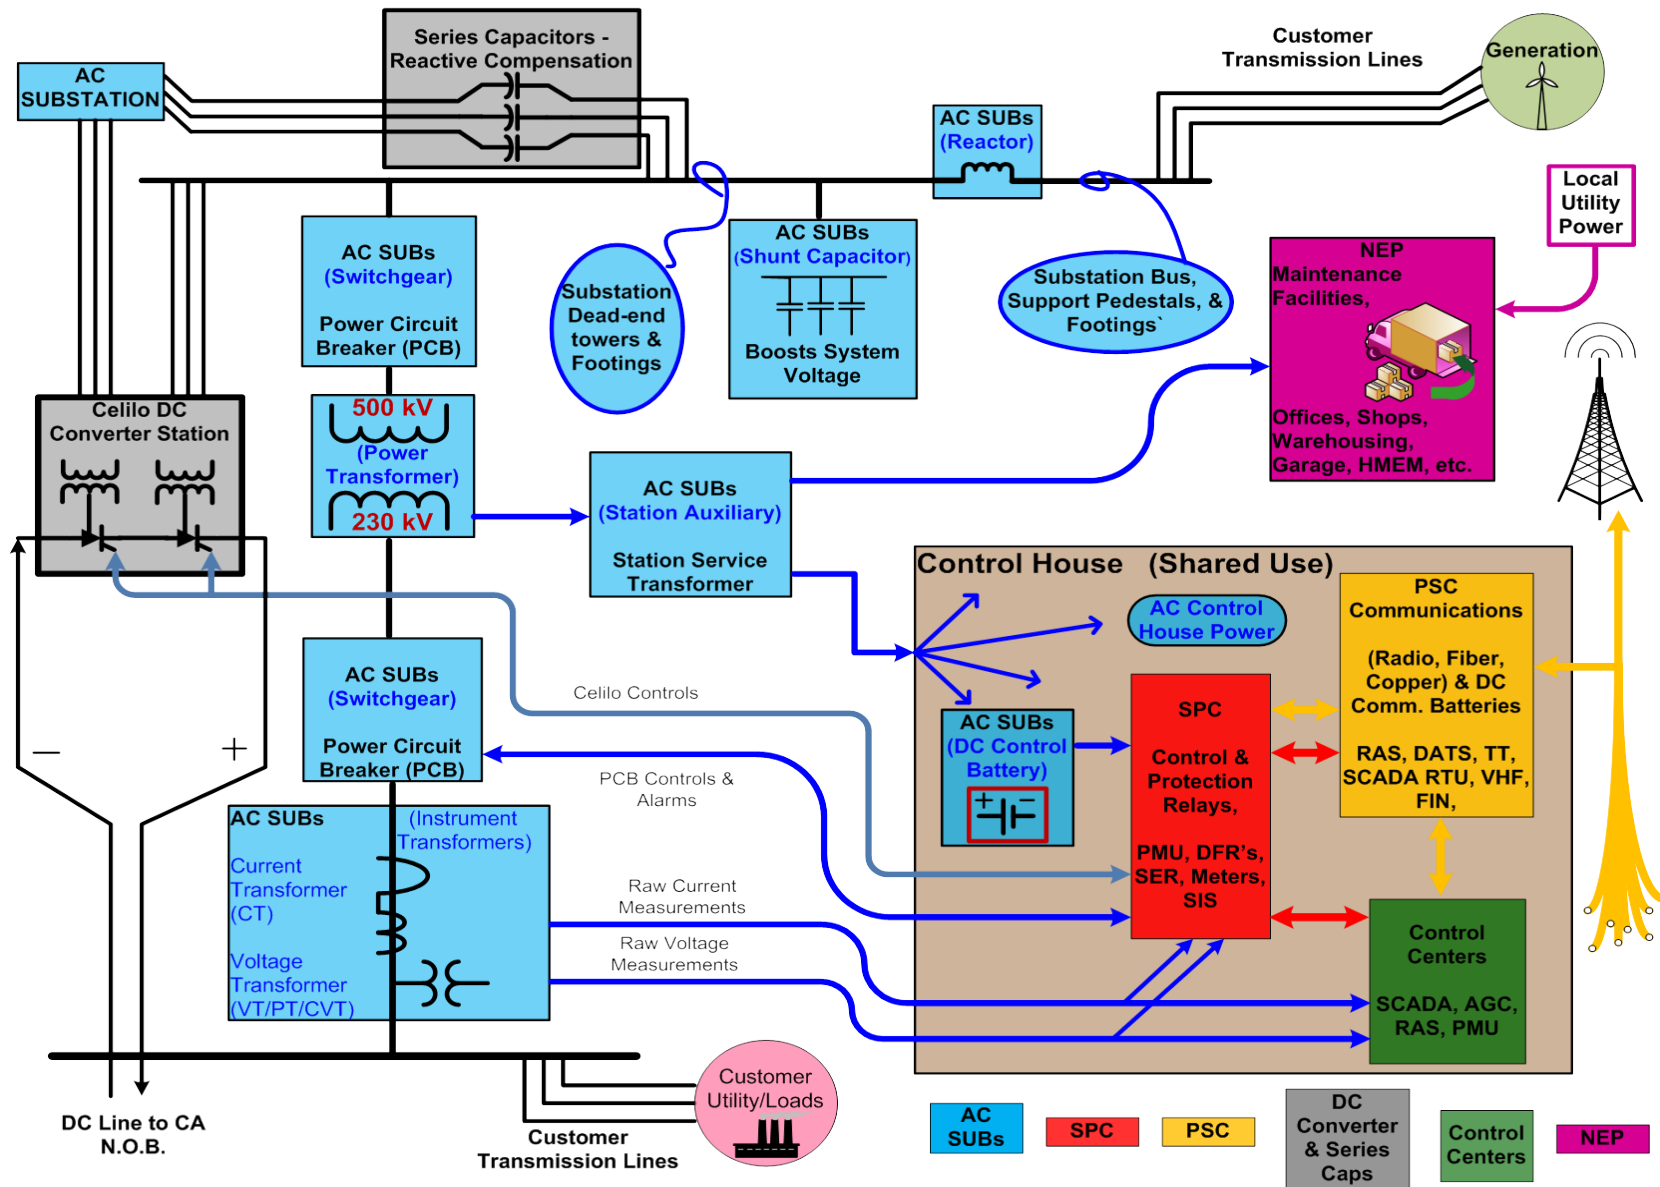 Series Capacitors -
Reactive Compensation
AC
SUBSTATION
Customer
Transmission Lines
Generation
AC SUBs
(Reactor)
Local
Utility
Power
AC SUBs
(Switchgear)
Power Circuit
Breaker (PCB)
Substation
Dead-end
towers &
Footings
AC SUBs
(Shunt Capacitor)
Boosts System
Voltage
Substation Bus,
Support Pedestals, &
Footings`
NEP
Maintenance
Facilities,
Offices, Shops,
Warehousing,
Garage, HMEM, etc.
Celilo DC
Converter Station
500 kV
(Power
Transformer)
230 kV
AC SUBs
(Station Auxiliary)
Station Service
Transformer
Control House (Shared Use)
AC Control
House Power
PSC
Communications
(Radio, Fiber,
Copper) & DC
Comm. Batteries
RAS, DATS, TT,
SCADA RTU, VHF,
FIN,
AC SUBs
(Switchgear)
Power Circuit
Breaker (PCB)
Celilo Controls
PCB Controls &
Alarms
AC SUBs
(DC Control
Battery)
+ −
SPC
Control &
Protection
Relays,
PMU, DFR's,
SER, Meters,
SIS
− +
AC SUBs
(Instrument
Transformers)
Current
Transformer
(CT)
Voltage
Transformer
(VT/PT/CVT)
Raw Current
Measurements
Raw Voltage
Measurements
Control
Centers
SCADA, AGC,
RAS, PMU
DC Line to CA
N.O.B.
Customer
Transmission Lines
Customer
Utility/Loads
AC
SUBs
SPC
PSC
DC
Converter
& Series
Caps
Control
Centers
NEP